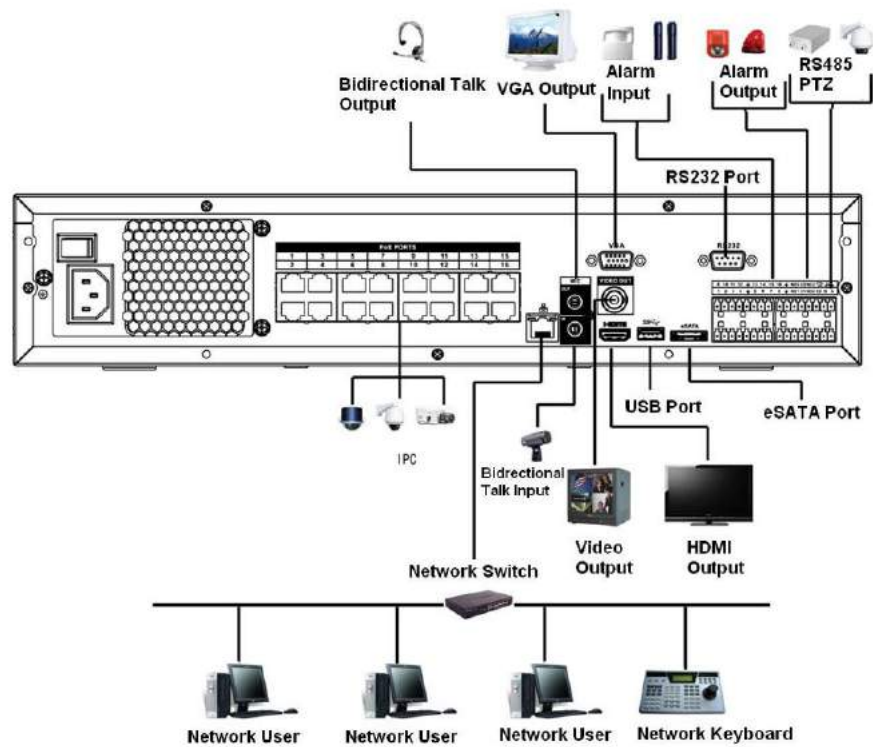 Bidirectional Talk
Output
VGA Output
Alarm
Input
Alarm
Output
RS485
PTZ
RS232 Port
PoE PORTS
1 3 5 7 9 11 13 15
2 4 6 8 10 12 14 16
VGA
RS232
OUT
VIDEO OUT
HDMI
eSATA
USB Port
eSATA Port
IPC
Bidrectional
Talk Input
Video
Output
HDMI
Output
Network Switch
Network User
Network User
Network User
Network Keyboard